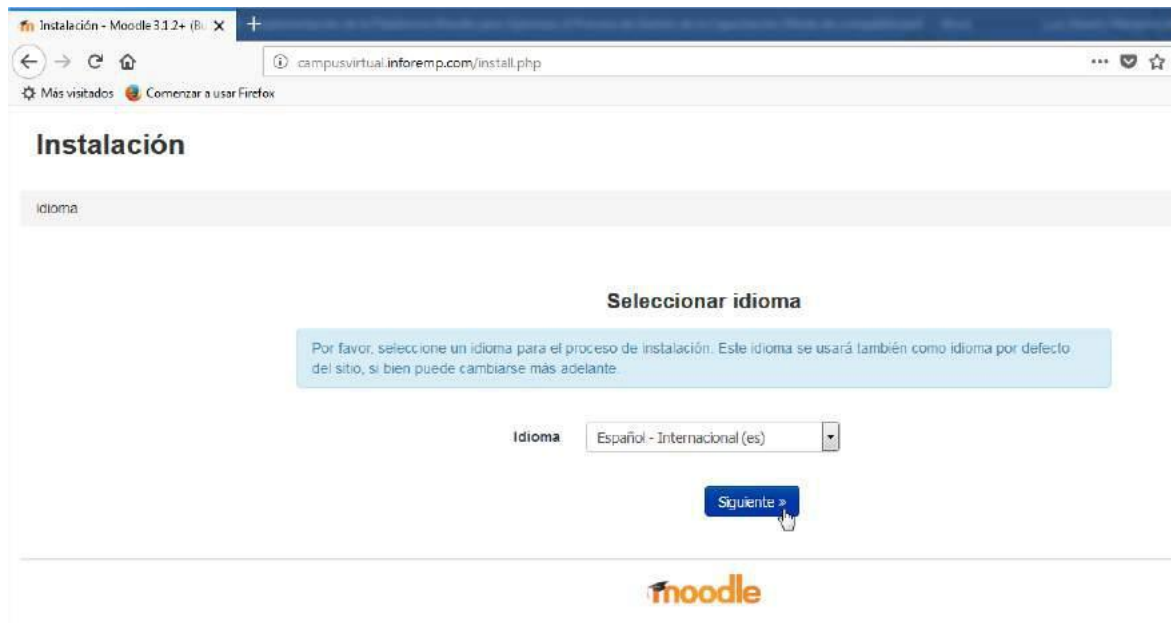 Instalación - Moodle 3.1.2+ (B
campusvirtual.inforemp.com/install.php
Más visitados Comenzar a usar Firefox
Instalación
Idioma
Seleccionar idioma
Por favor, seleccione un idioma para el proceso de instalación. Este idioma se usará también como idioma por defecto
del sitio, si bien puede cambiarse más adelante.
Idioma Español - Internacional (es)
Siguiente »
moodle